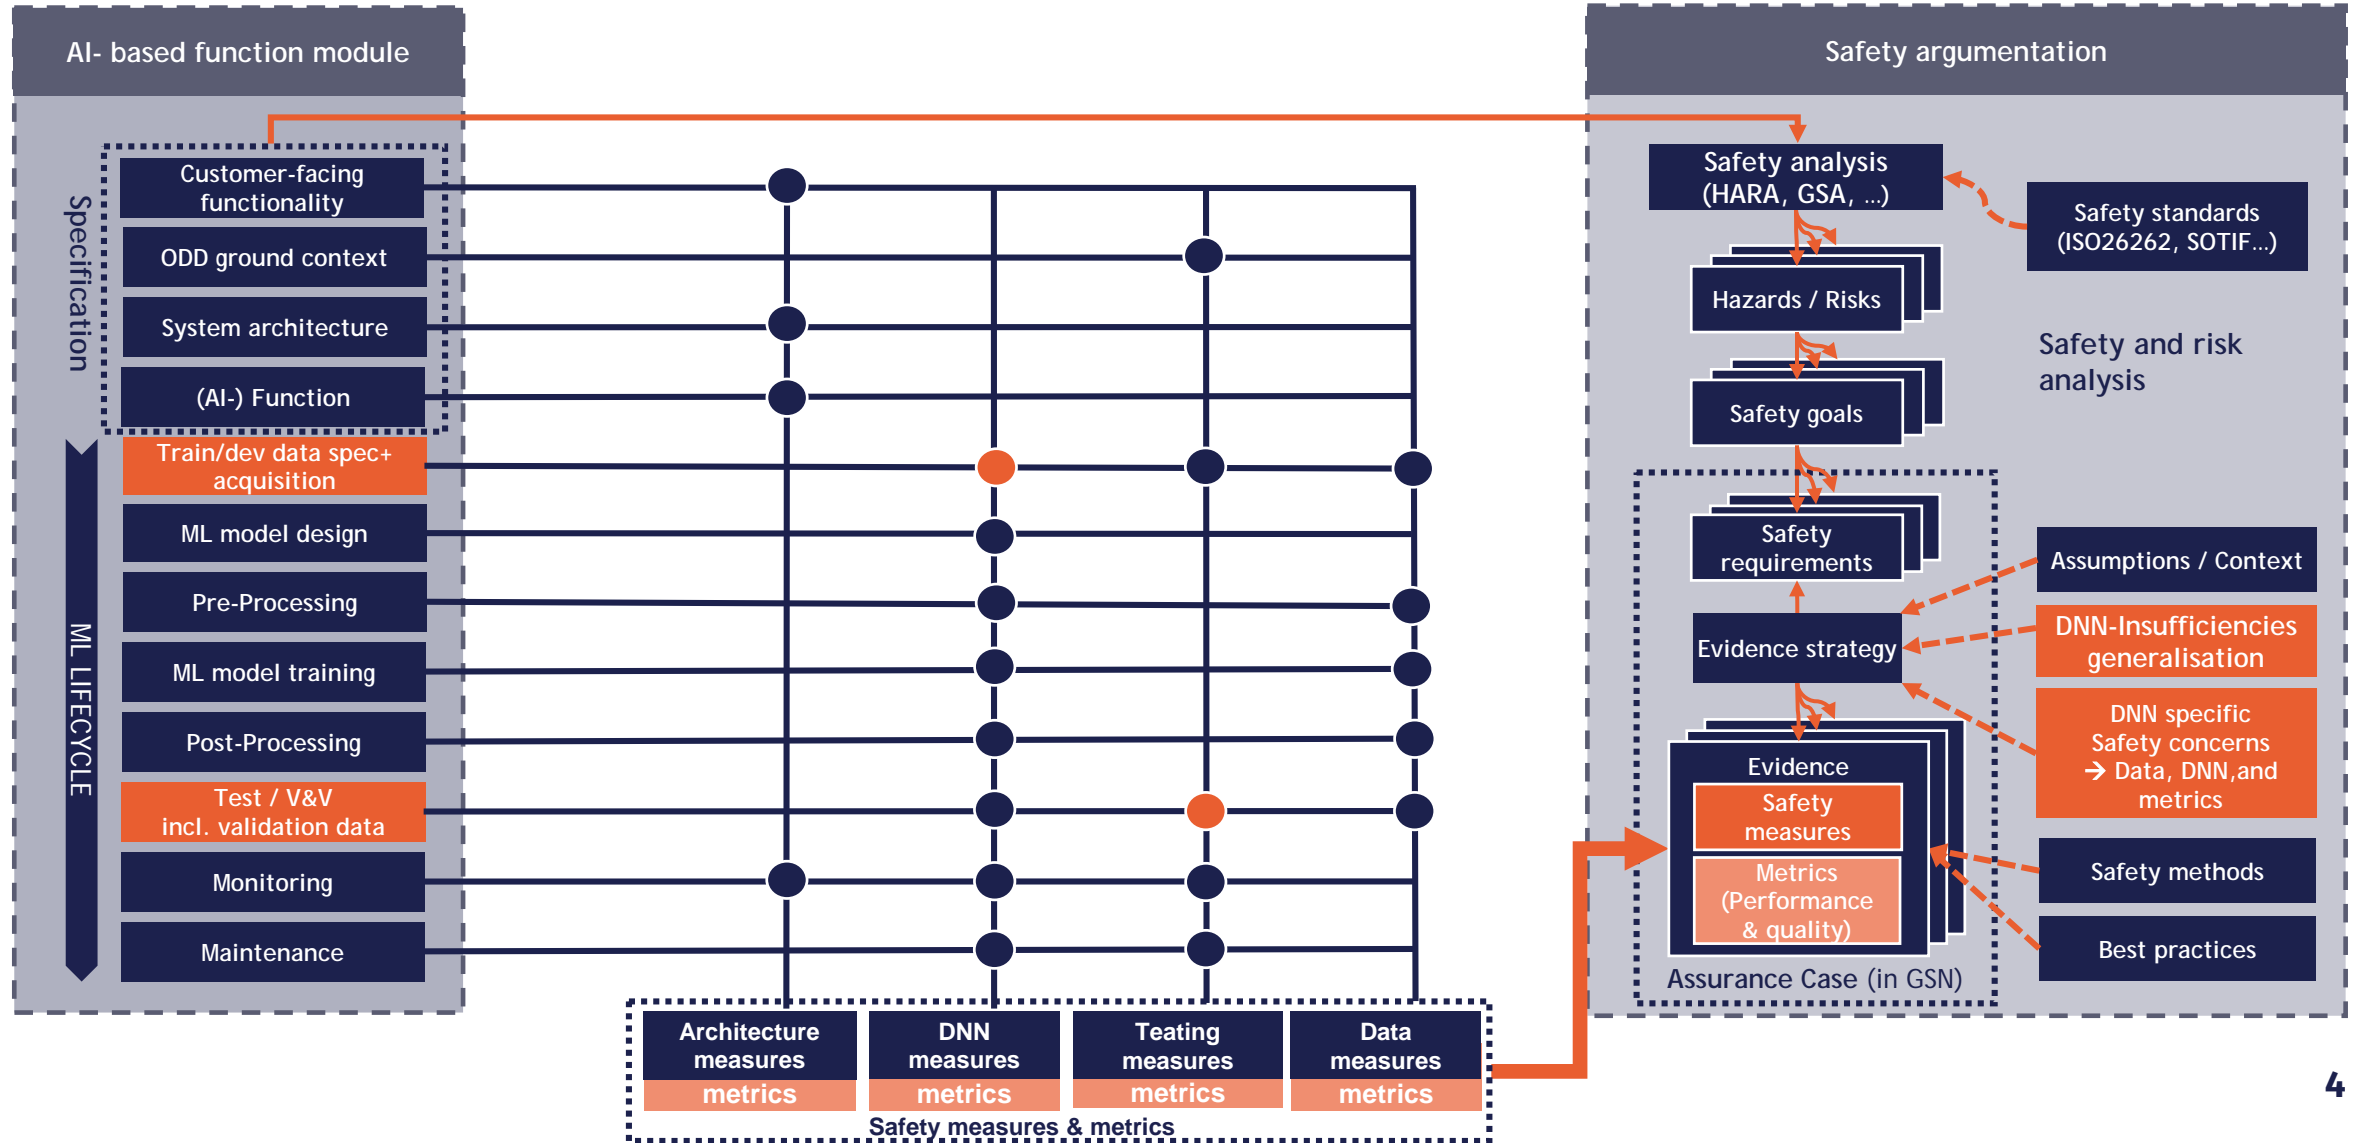 AI- based function module
Specification
Customer-facing
functionality
ODD ground context
System architecture
(AI-) Function
ML LIFECYCLE
Train/dev data spec+
acquisition
ML model design
Pre-Processing
ML model training
Post-Processing
Test / V&V
incl. validation data
Monitoring
Maintenance
Architecture
measures
metrics
DNN
measures
metrics
Teating
measures
metrics
Data
measures
metrics
Safety measures & metrics
Safety argumentation
Safety analysis
(HARA, GSA, ...)
Safety standards
(ISO26262, SOTIF...)
Hazards / Risks
Safety and risk
analysis
Safety goals
Safety
requirements
Assumptions / Context
Evidence strategy
DNN-Insufficiencies
generalisation
DNN specific
Safety concerns
→ Data, DNN,and
metrics
Evidence
Safety
measures
Metrics
(Performance
& quality)
Safety methods
Best practices
Assurance Case (in GSN)
4